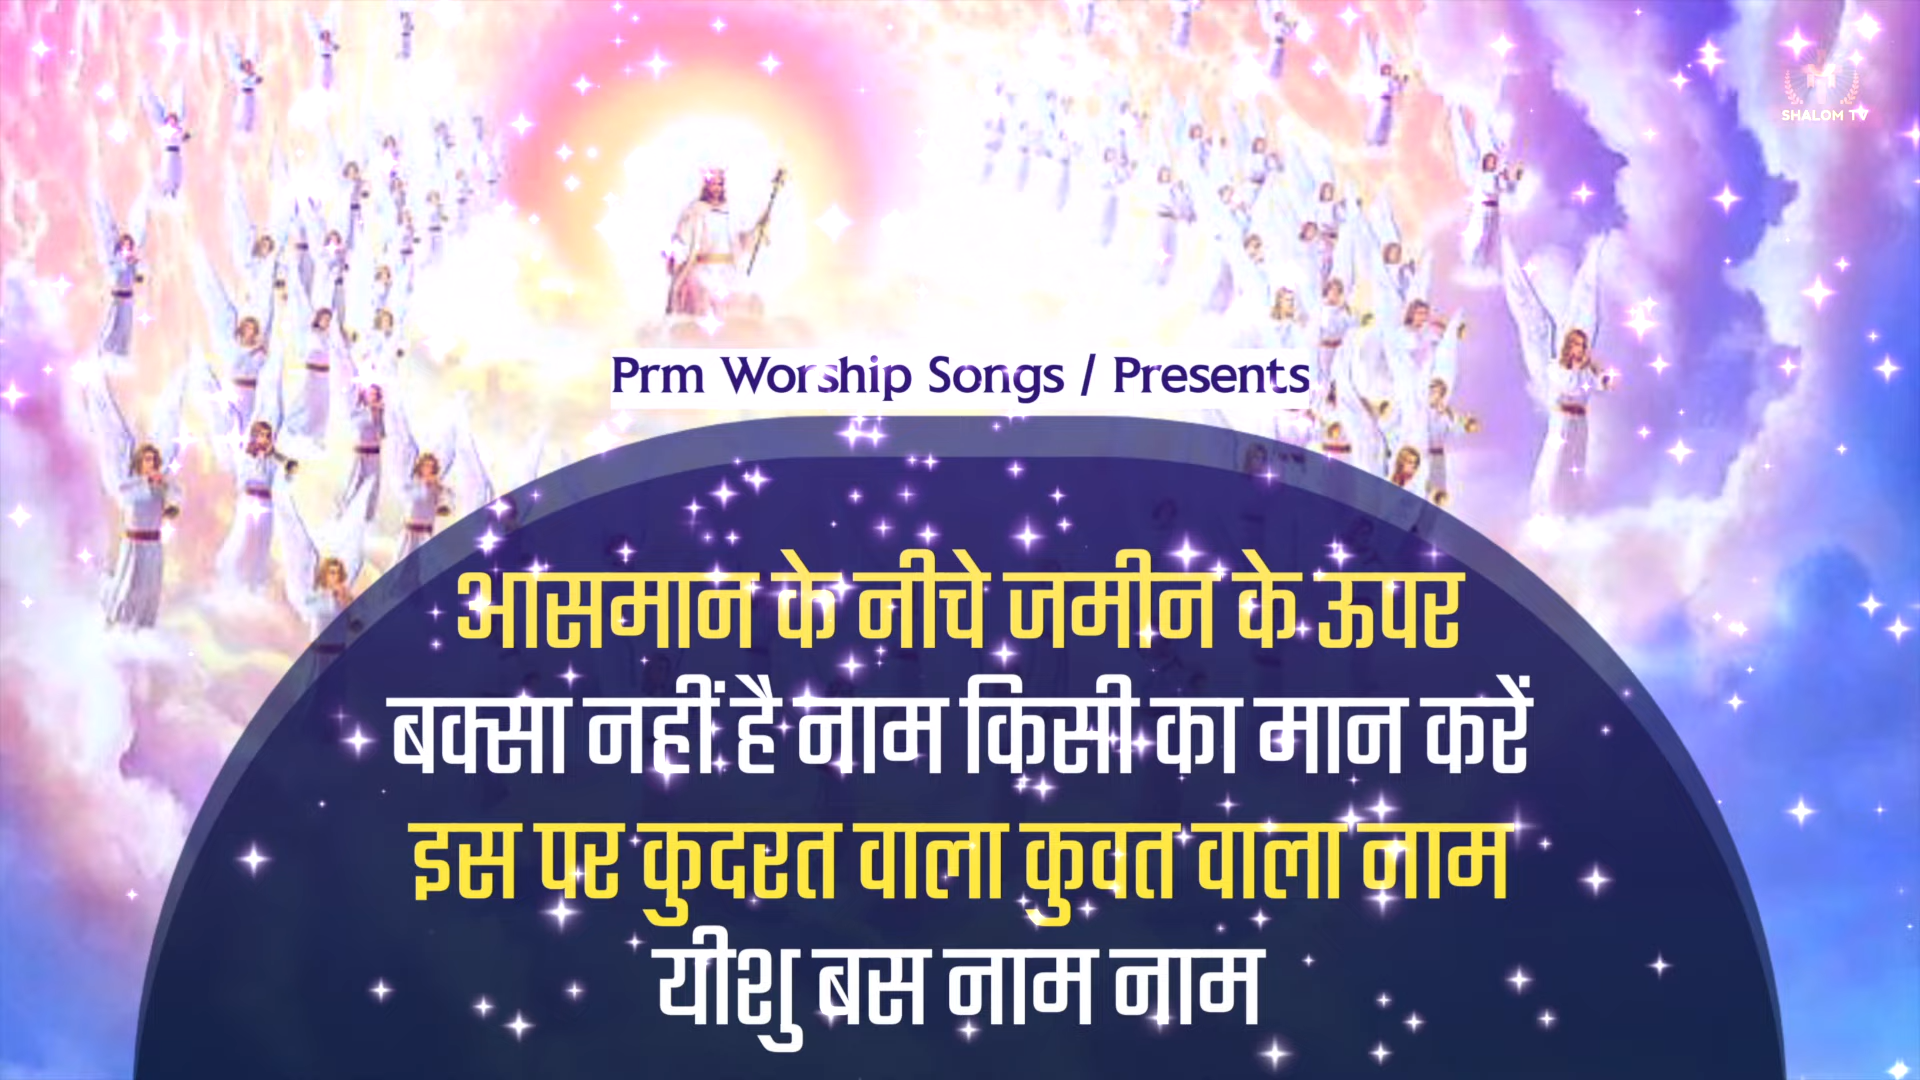 SHALOM TV
Prm Worship Songs / Presents
आसमान के नीचे जमीन के ऊपर
बक्सा नहीं है नाम किसी का मान करें
इस पर कुदरत वाला कुवत वाला नाम
यीशु बस नाम नाम